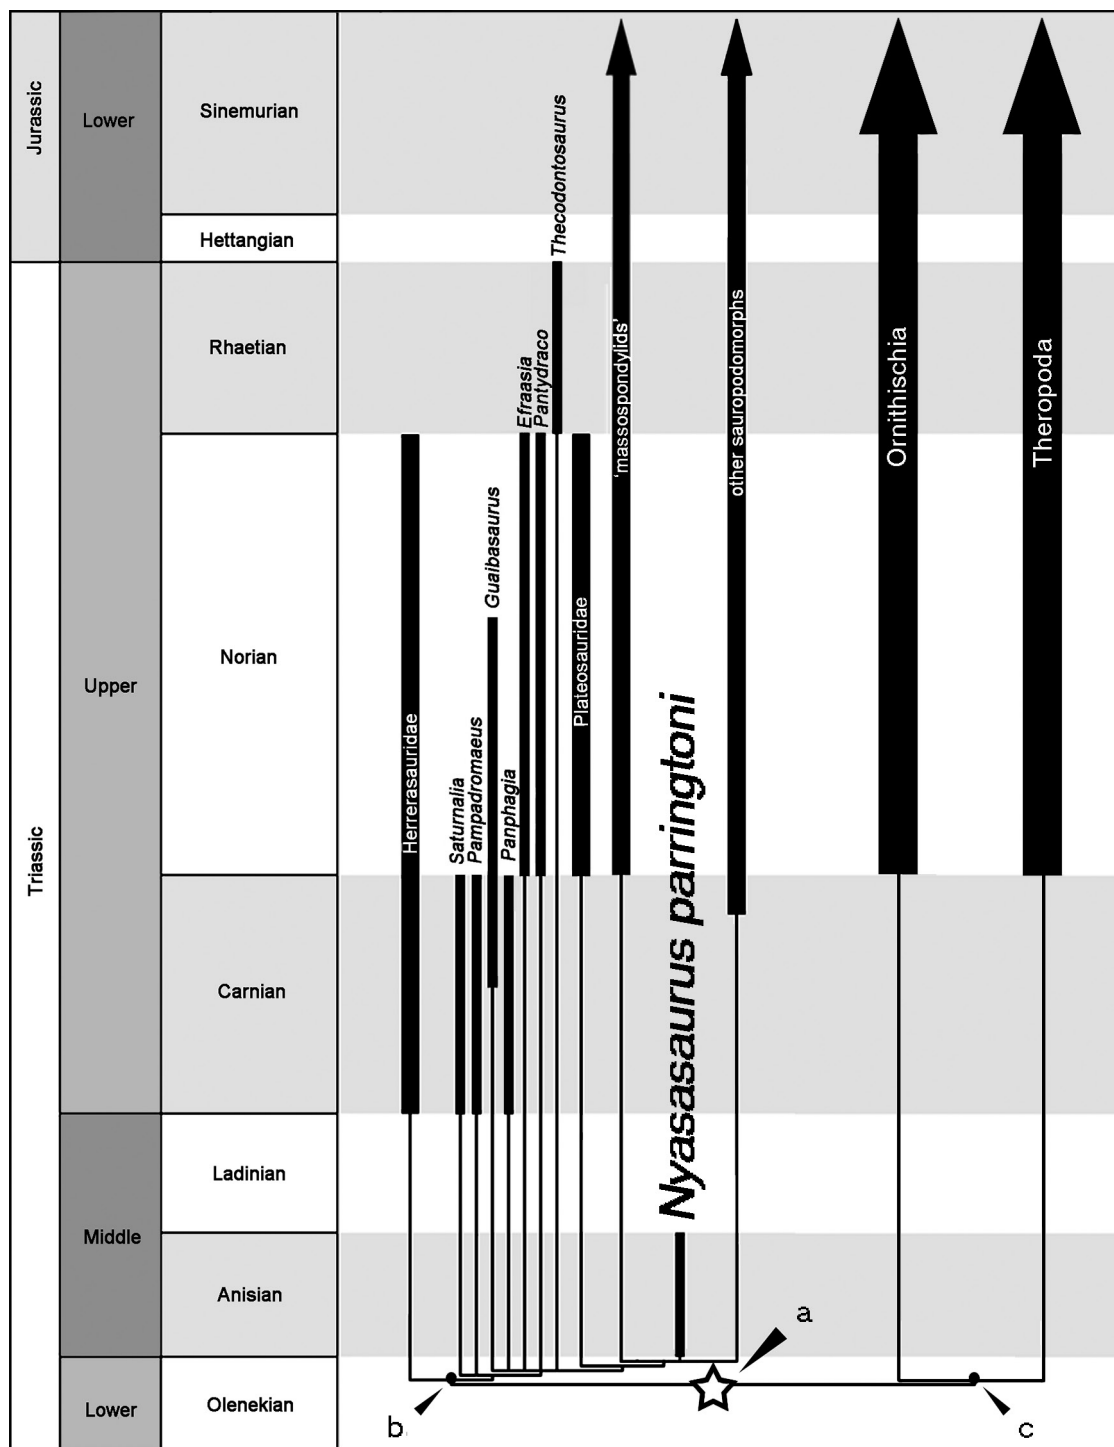 Jurassic
Lower
Sinemurian
Hettangian
Triassic
Upper
Rhaetian
Norian
Carnian
Middle
Ladinian
Anisian
Lower
Olenekian
Herrerasauridae
Saturnalia
Pampadromaeus
Guaibasaurus
Panphagia
Efraasia
Pantydraco
Thecodontosaurus
Plateosauridae
'massospondylids'
Nyasasaurus parringtoni
other sauropodomorphs
Ornithischia
Theropoda
a
b
c